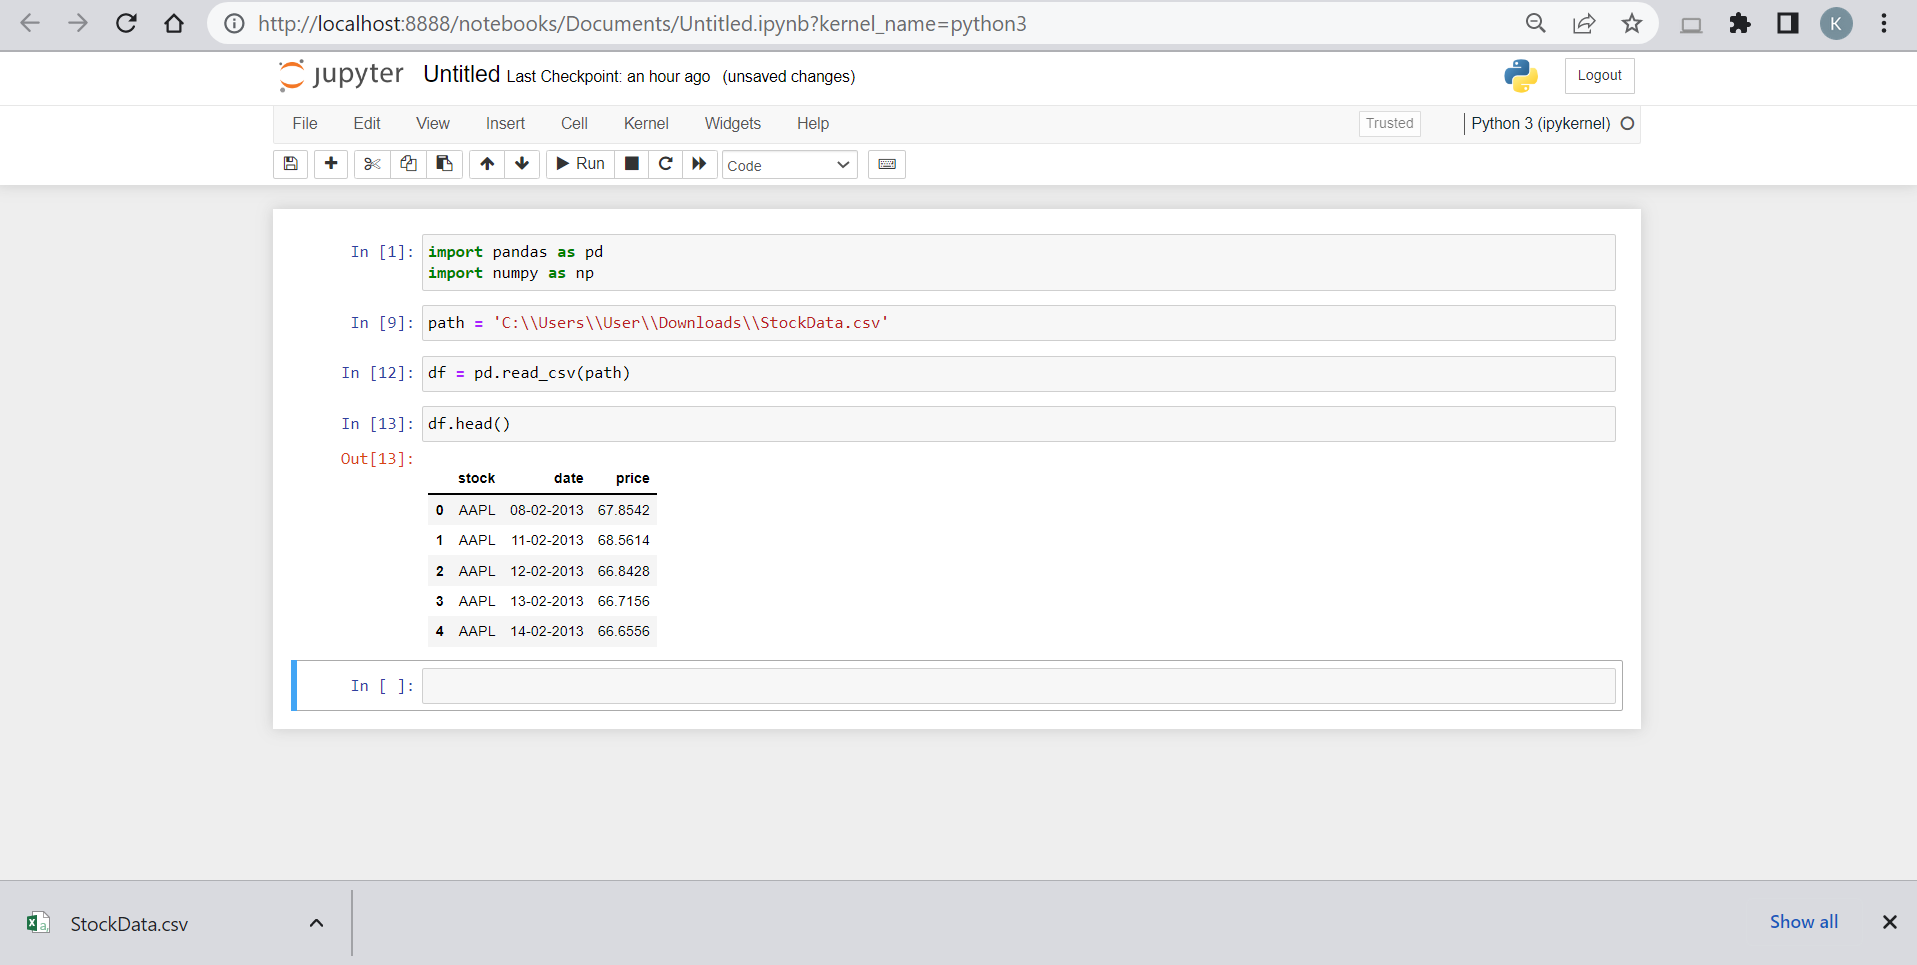 http://localhost:8888/notebooks/Documents/Untitled.ipynb?kernel_name=python3
K
jupyter Untitled Last Checkpoint: an hour ago (unsaved changes)
Logout
File Edit View Insert Cell Kernel Widgets Help
Trusted
Python 3 (ipykernel)
Run
Code
In [1]: import pandas as pd
import numpy as np
In [9]: path = 'C:\\Users\\User\\Downloads\\StockData.csv'
In [12]: df = pd.read_csv(path)
In [13]: df.head()
Out[13]:
stock date price
0 AAPL 08-02-2013 67.8542
1 AAPL 11-02-2013 68.5614
2 AAPL 12-02-2013 66.8428
3 AAPL 13-02-2013 66.7156
4 AAPL 14-02-2013 66.6556
In [ ]:
StockData.csv
Show all